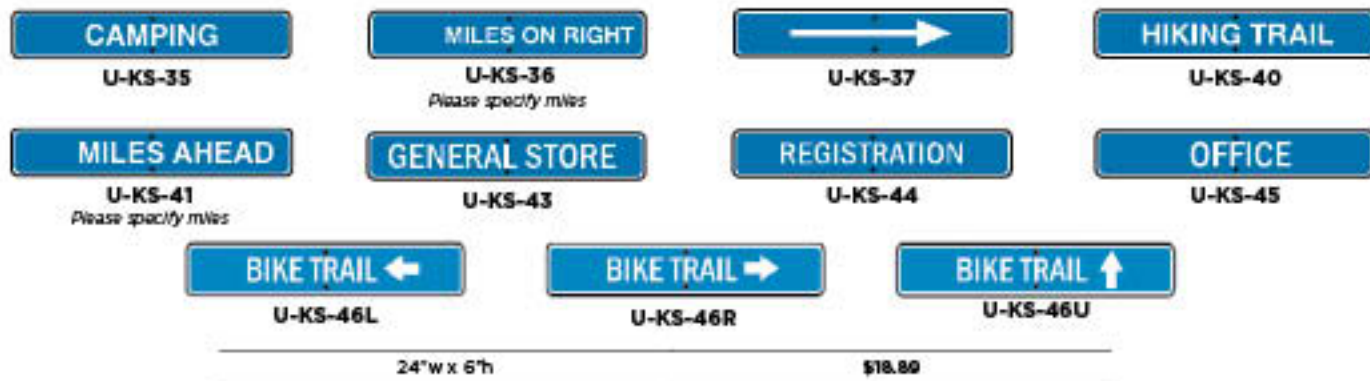 CAMPING
U-KS-35
MILES ON RIGHT
U-KS-36
Please specify miles
U-KS-37
HIKING TRAIL
U-KS-40
MILES AHEAD
U-KS-41
Please specify miles
GENERAL STORE
U-KS-43
REGISTRATION
U-KS-44
OFFICE
U-KS-45
BIKE TRAIL
U-KS-46L
BIKE TRAIL
U-KS-46R
BIKE TRAIL
U-KS-46U
24"w x 6"h $18.89